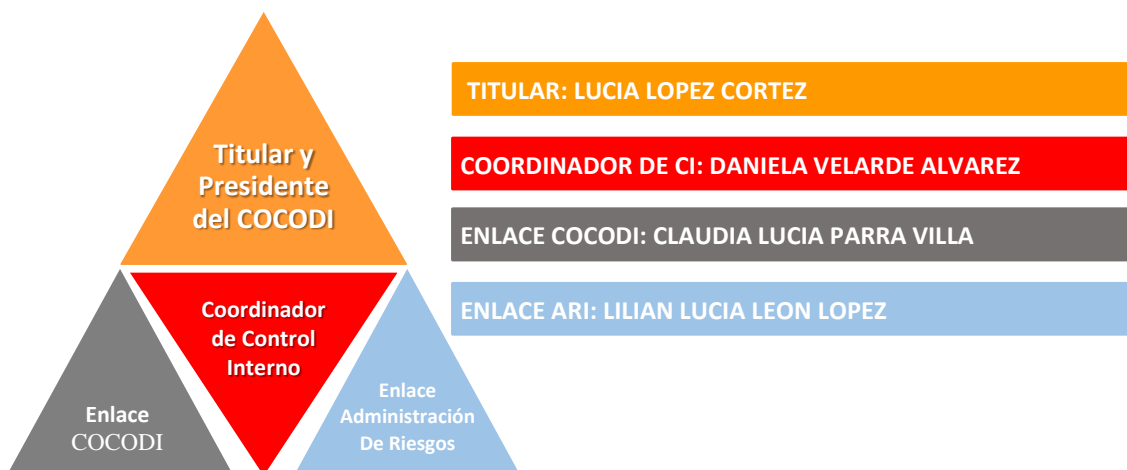 Titular y
Presidente
del COCODI
Coordinador
de Control
Interno
Enlace
COCODI
Enlace
Administración
De Riesgos
TITULAR: LUCIA LOPEZ CORTEZ
COORDINADOR DE CI: DANIELA VELARDE ALVAREZ
ENLACE COCODI: CLAUDIA LUCIA PARRA VILLA
ENLACE ARI: LILIAN LUCIA LEON LOPEZ